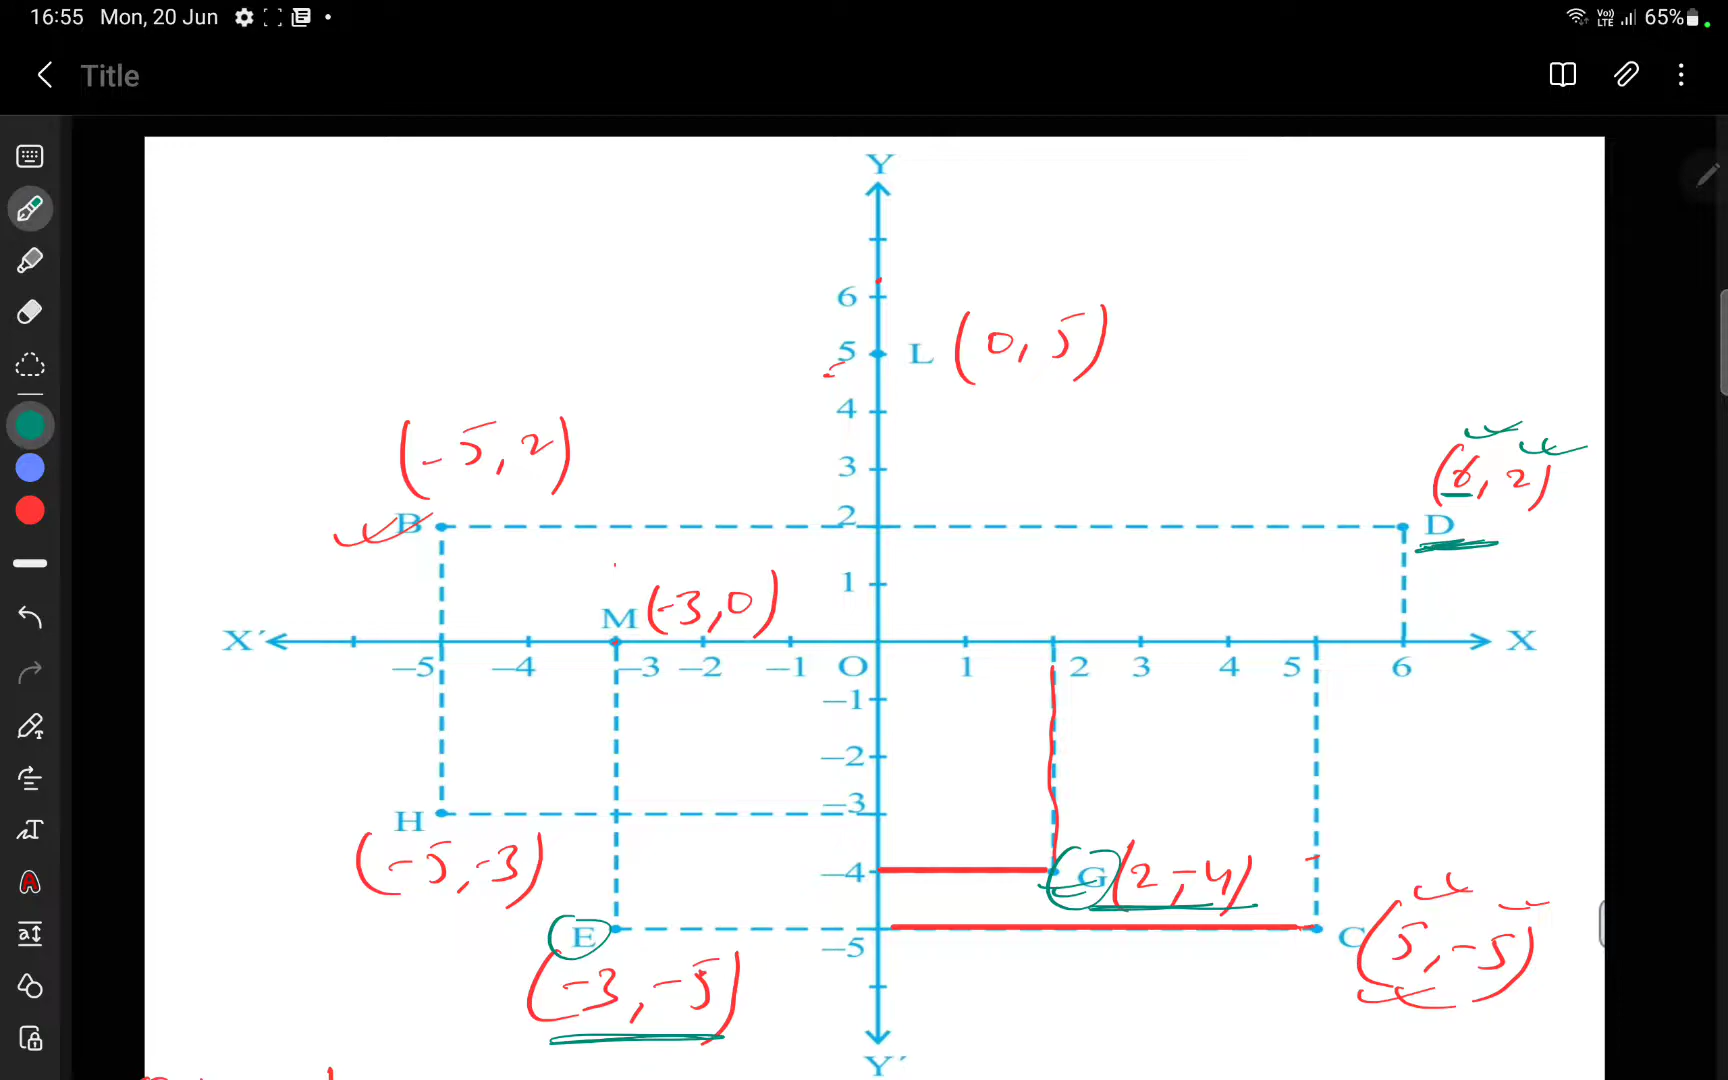 16:55 Mon, 20 Jun
VoLTE 65%
Title
Y
6
5 L (0, 5)
4
(-5, 2)
3
(6, 2)
B 2 D
1
M (-3, 0)
X′ X
−5 −4 −3 −2 −1 O 1 2 3 4 5 6
−1
−2
−3
H
(-5, -3)
−4 G (2, -4)
E −5 C (5, -5)
(-3, -5)
Y′